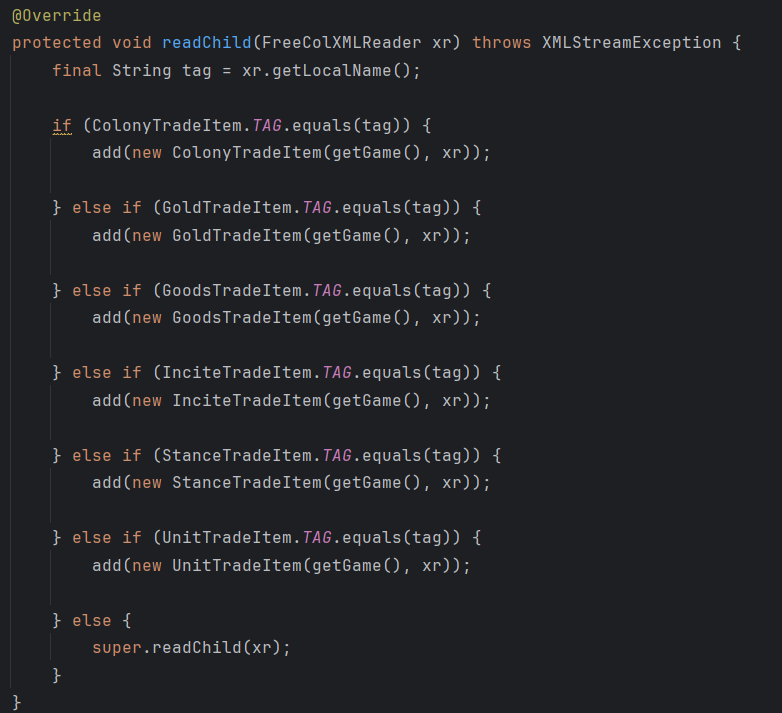 @Override
protected void readChild(FreeColXMLReader xr) throws XMLStreamException {
    final String tag = xr.getLocalName();

    if (ColonyTradeItem.TAG.equals(tag)) {
        add(new ColonyTradeItem(getGame(), xr));

    } else if (GoldTradeItem.TAG.equals(tag)) {
        add(new GoldTradeItem(getGame(), xr));

    } else if (GoodsTradeItem.TAG.equals(tag)) {
        add(new GoodsTradeItem(getGame(), xr));

    } else if (InciteTradeItem.TAG.equals(tag)) {
        add(new InciteTradeItem(getGame(), xr));

    } else if (StanceTradeItem.TAG.equals(tag)) {
        add(new StanceTradeItem(getGame(), xr));

    } else if (UnitTradeItem.TAG.equals(tag)) {
        add(new UnitTradeItem(getGame(), xr));

    } else {
        super.readChild(xr);
    }
}